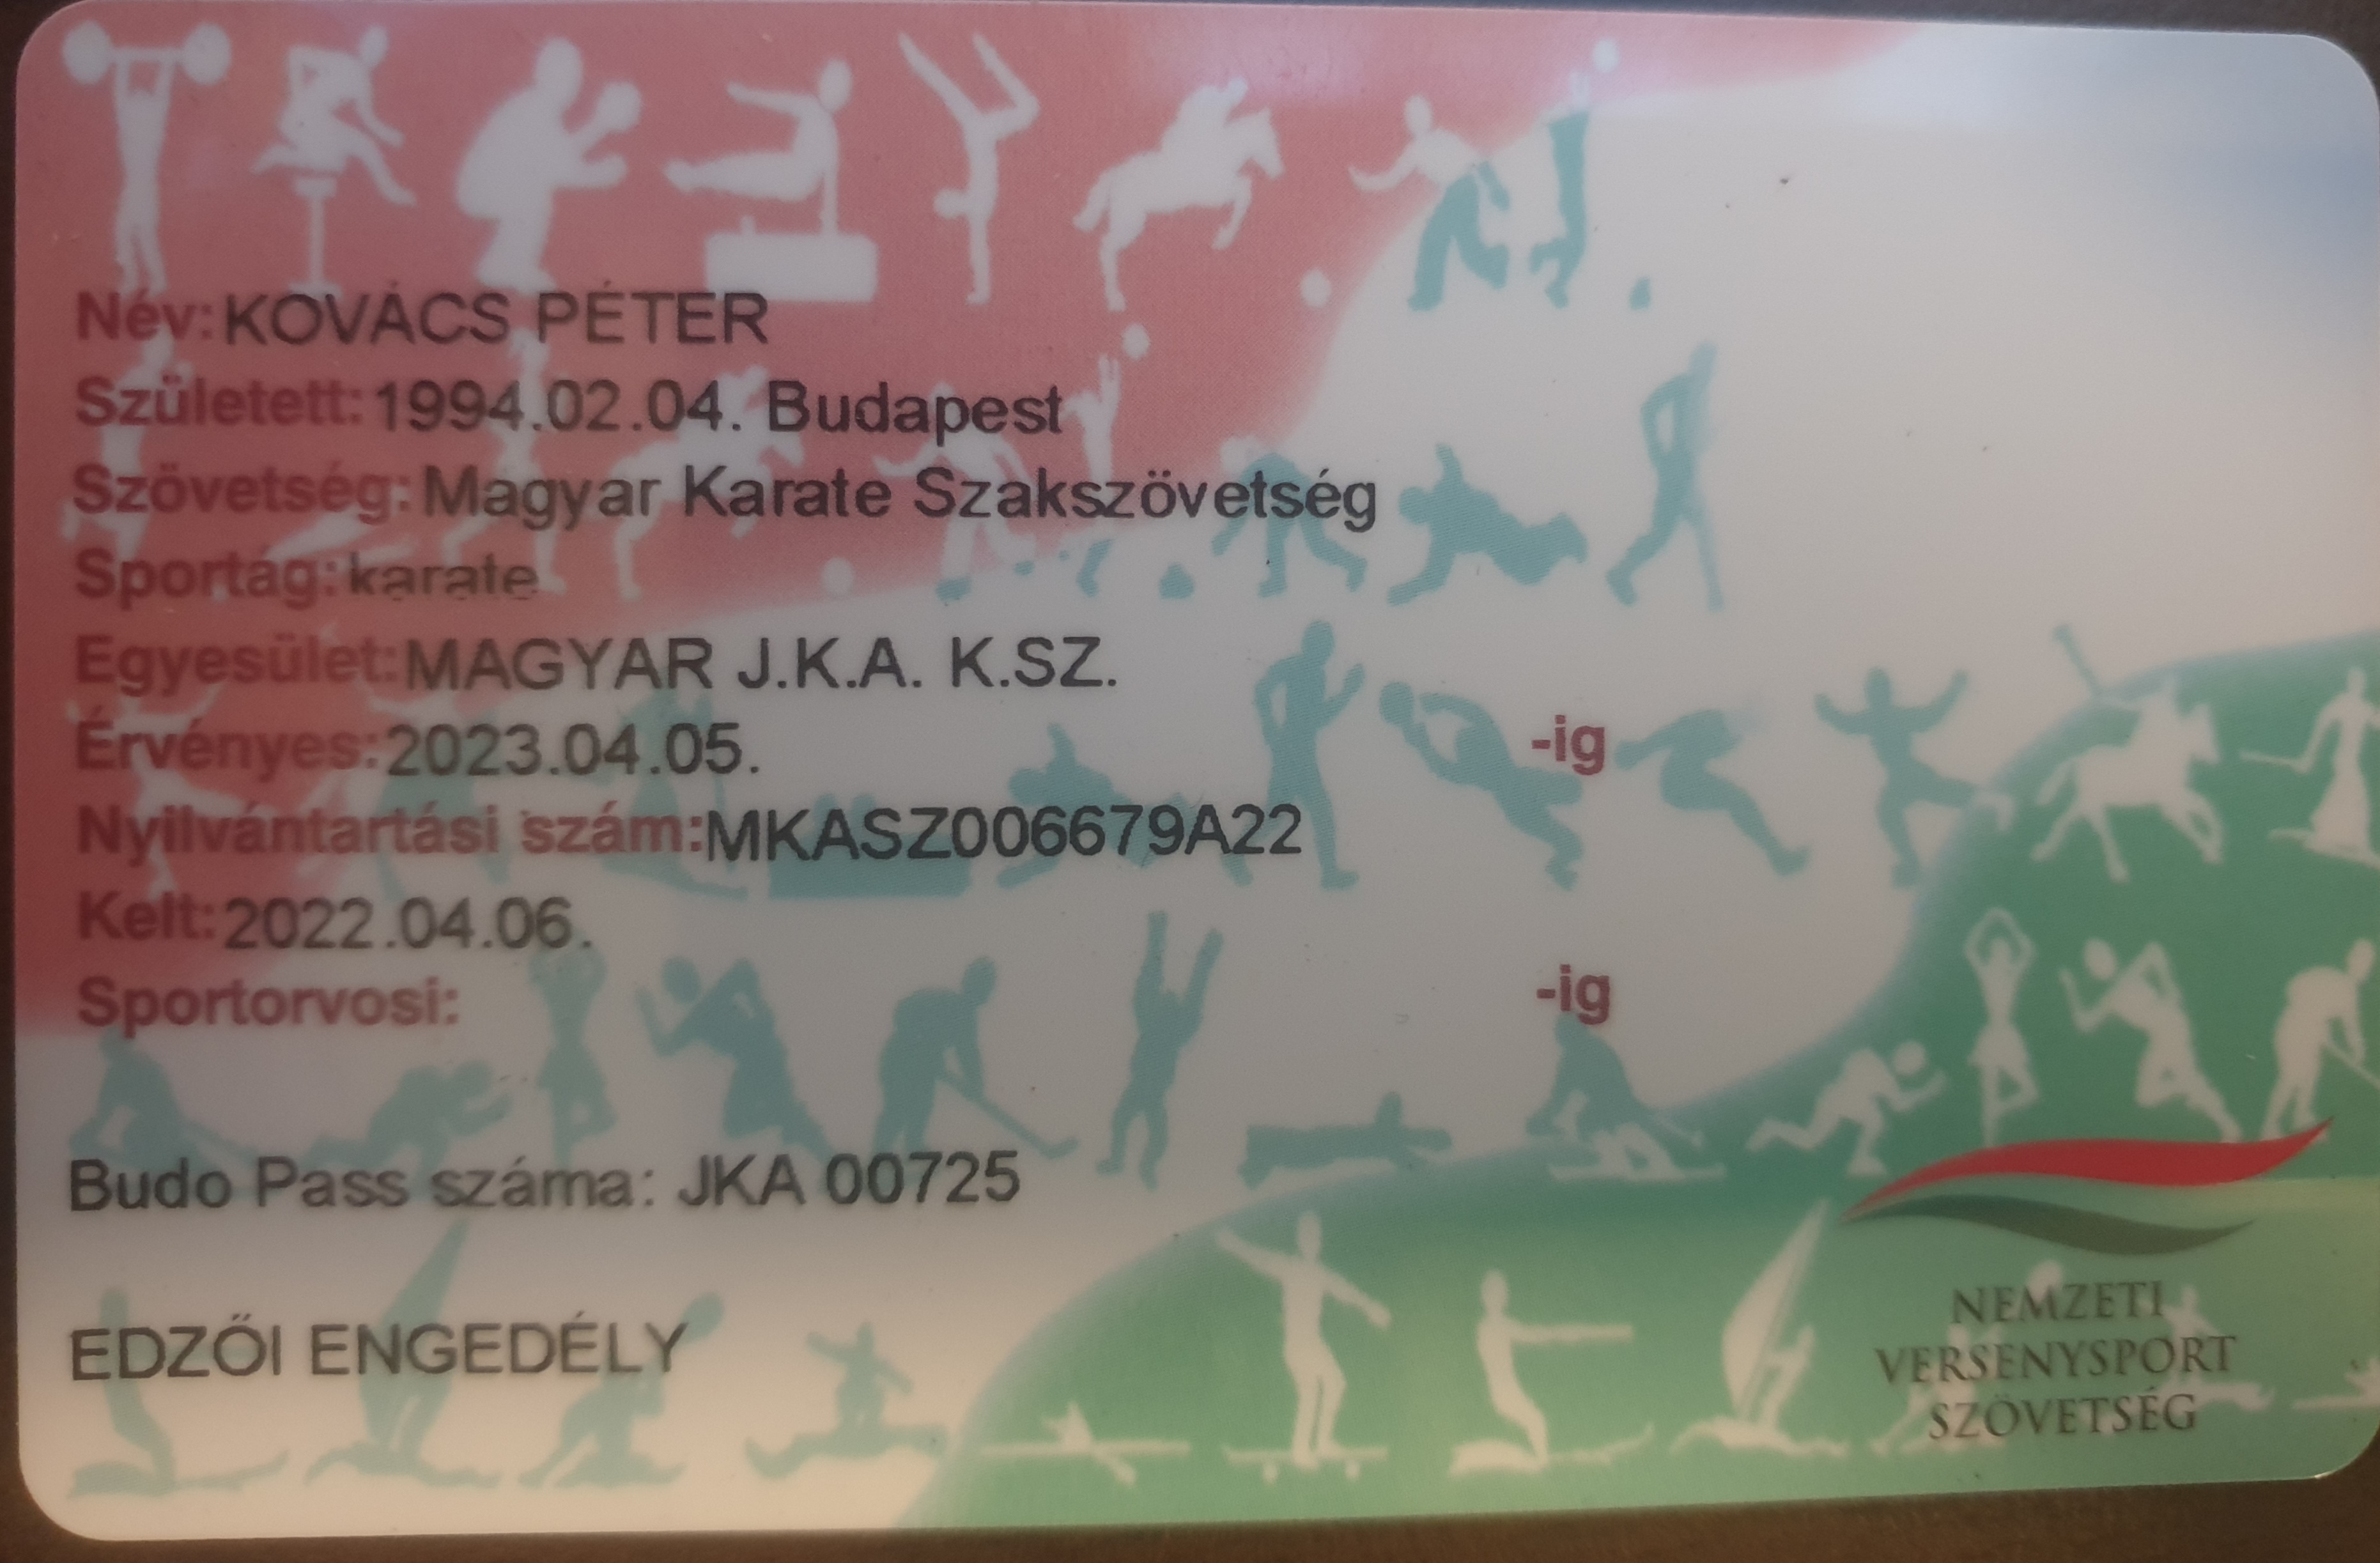 Név:KOVÁCS PÉTER
Született:1994.02.04. Budapest
Szövetség:Magyar Karate Szakszövetség
Sportág:karate
Egyesület:MAGYAR J.K.A. K.SZ.
Érvényes:2023.04.05. -ig
Nyilvántartási szám:MKASZ006679A22
Kelt:2022.04.06.
Sportorvosi: -ig
Budo Pass száma: JKA 00725
EDZŐI ENGEDÉLY
NEMZETI
VERSENYSPORT
SZÖVETSÉG